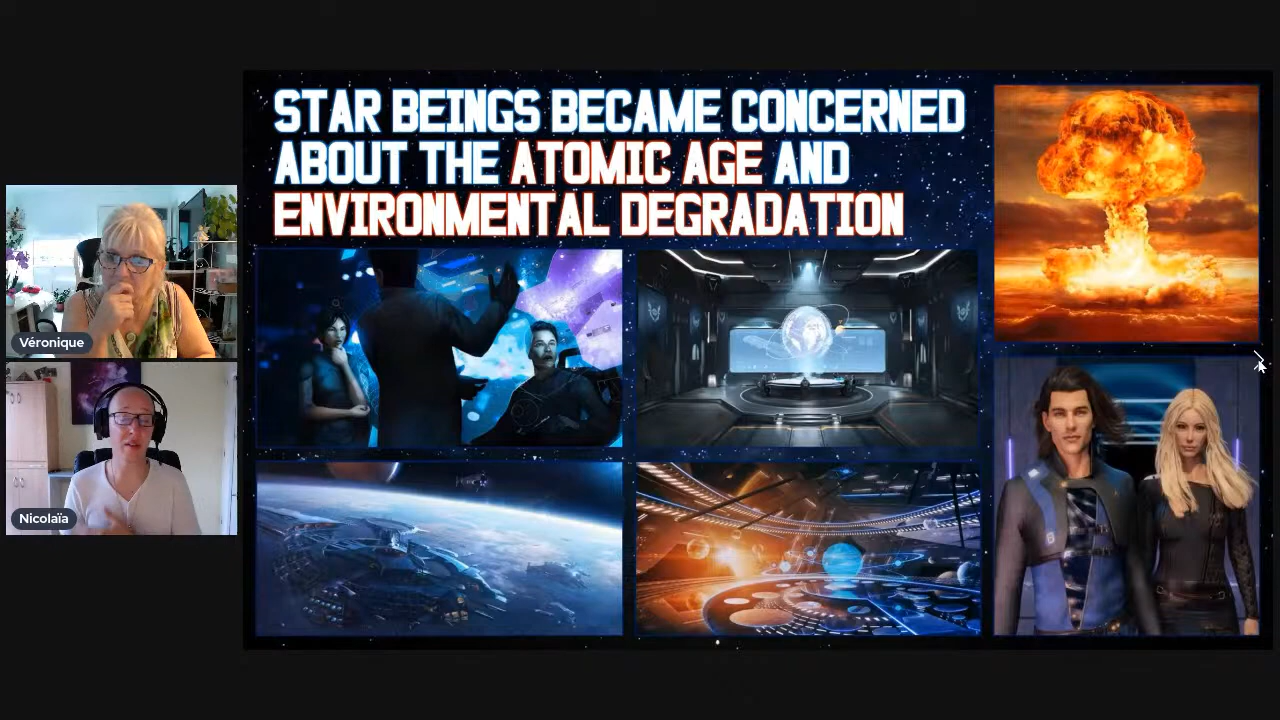 STAR BEINGS BECAME CONCERNED
ABOUT THE ATOMIC AGE AND
ENVIRONMENTAL DEGRADATION
Véronique
Nicolaïa